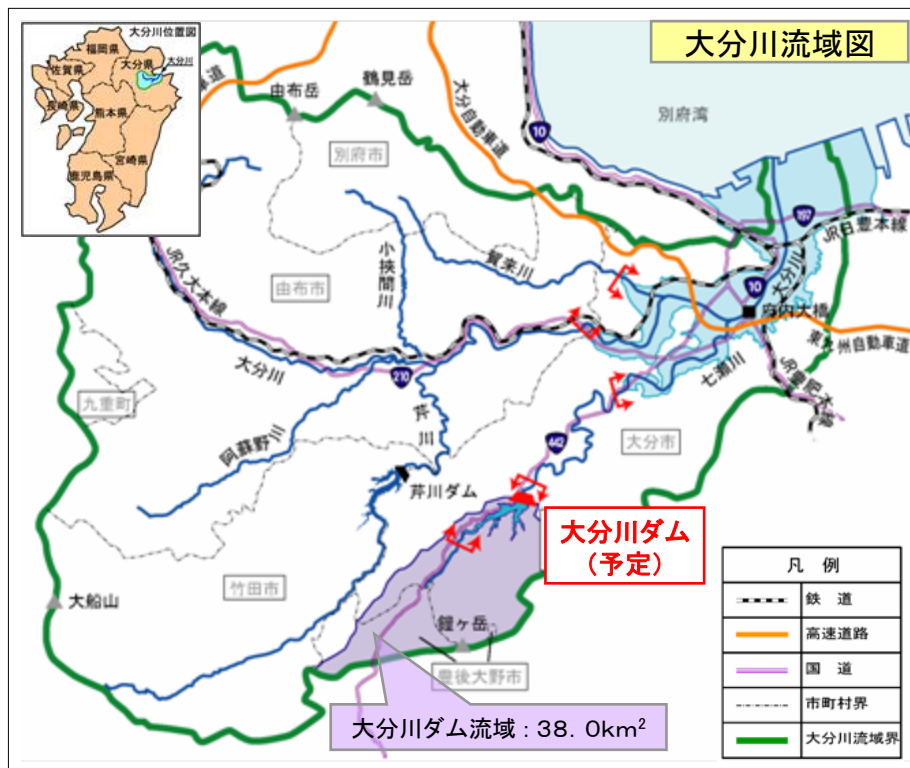 大分川位置図
福岡県
大分県
大分川
佐賀県
長崎県
熊本県
宮崎県
鹿児島県
大分川流域図
車道
由布岳
鶴見岳
大分自動車道
10
別府湾
別府市
197
JR日豊本線
賀来川
小挾間川
大分川
10
由布市
JR久大本線
府内大橋
東九州自動車道
大分川
210
七瀬川
JR豊肥本線
九重町
芹川
阿蘇野川
442
大分市
芹川ダム
大分川ダム
(予定)
竹田市
大船山
鎧ヶ岳
豊後大野市
大分川ダム流域：38．0km²
凡 例
鉄 道
高速道路
国 道
市町村界
大分川流域界